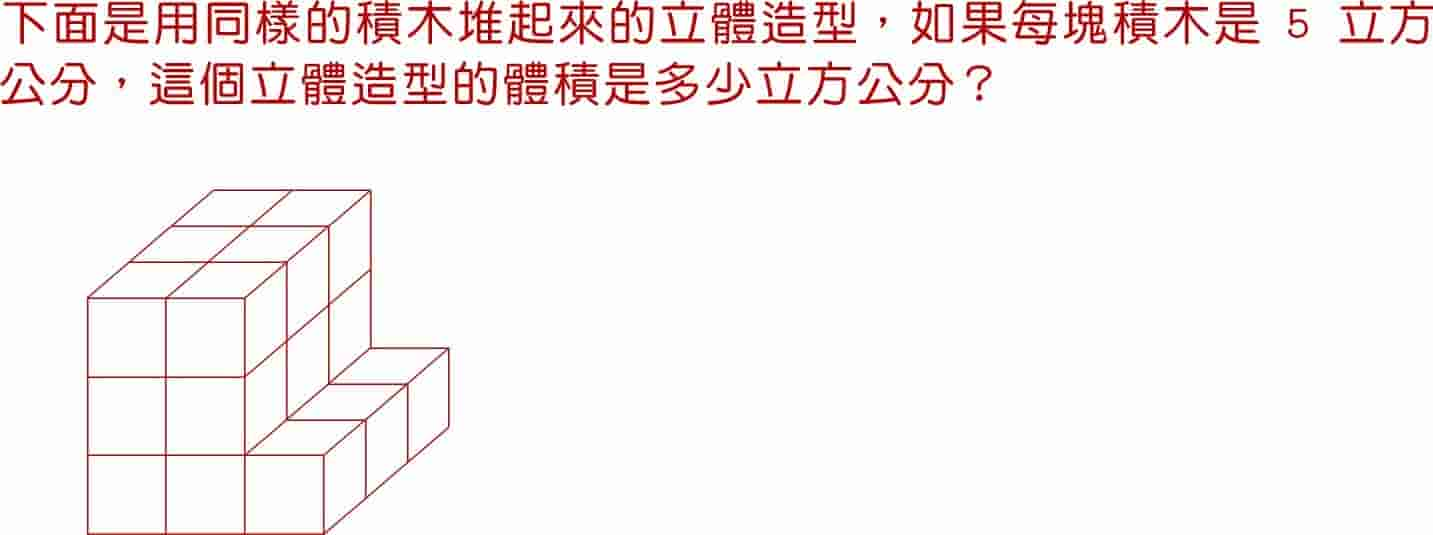 下面是用同樣的積木堆起來的立體造型，如果每塊積木是 5 立方
公分，這個立體造型的體積是多少立方公分？